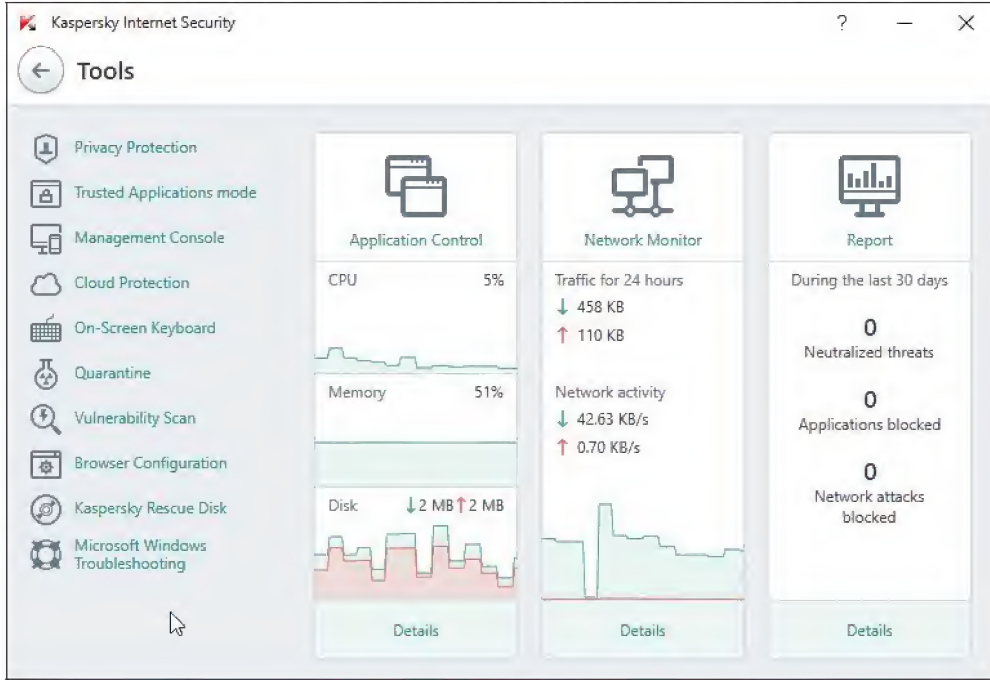 Kaspersky Internet Security
?
Tools
Privacy Protection
Trusted Applications mode
Management Console
Cloud Protection
On-Screen Keyboard
Quarantine
Vulnerability Scan
Browser Configuration
Kaspersky Rescue Disk
Microsoft Windows
Troubleshooting
Application Control
CPU 5%
Memory 51%
Disk ↓2 MB↑2 MB
Details
Network Monitor
Traffic for 24 hours
↓ 458 KB
↑ 110 KB
Network activity
↓ 42.63 KB/s
↑ 0.70 KB/s
Details
Report
During the last 30 days
0
Neutralized threats
0
Applications blocked
0
Network attacks
blocked
Details